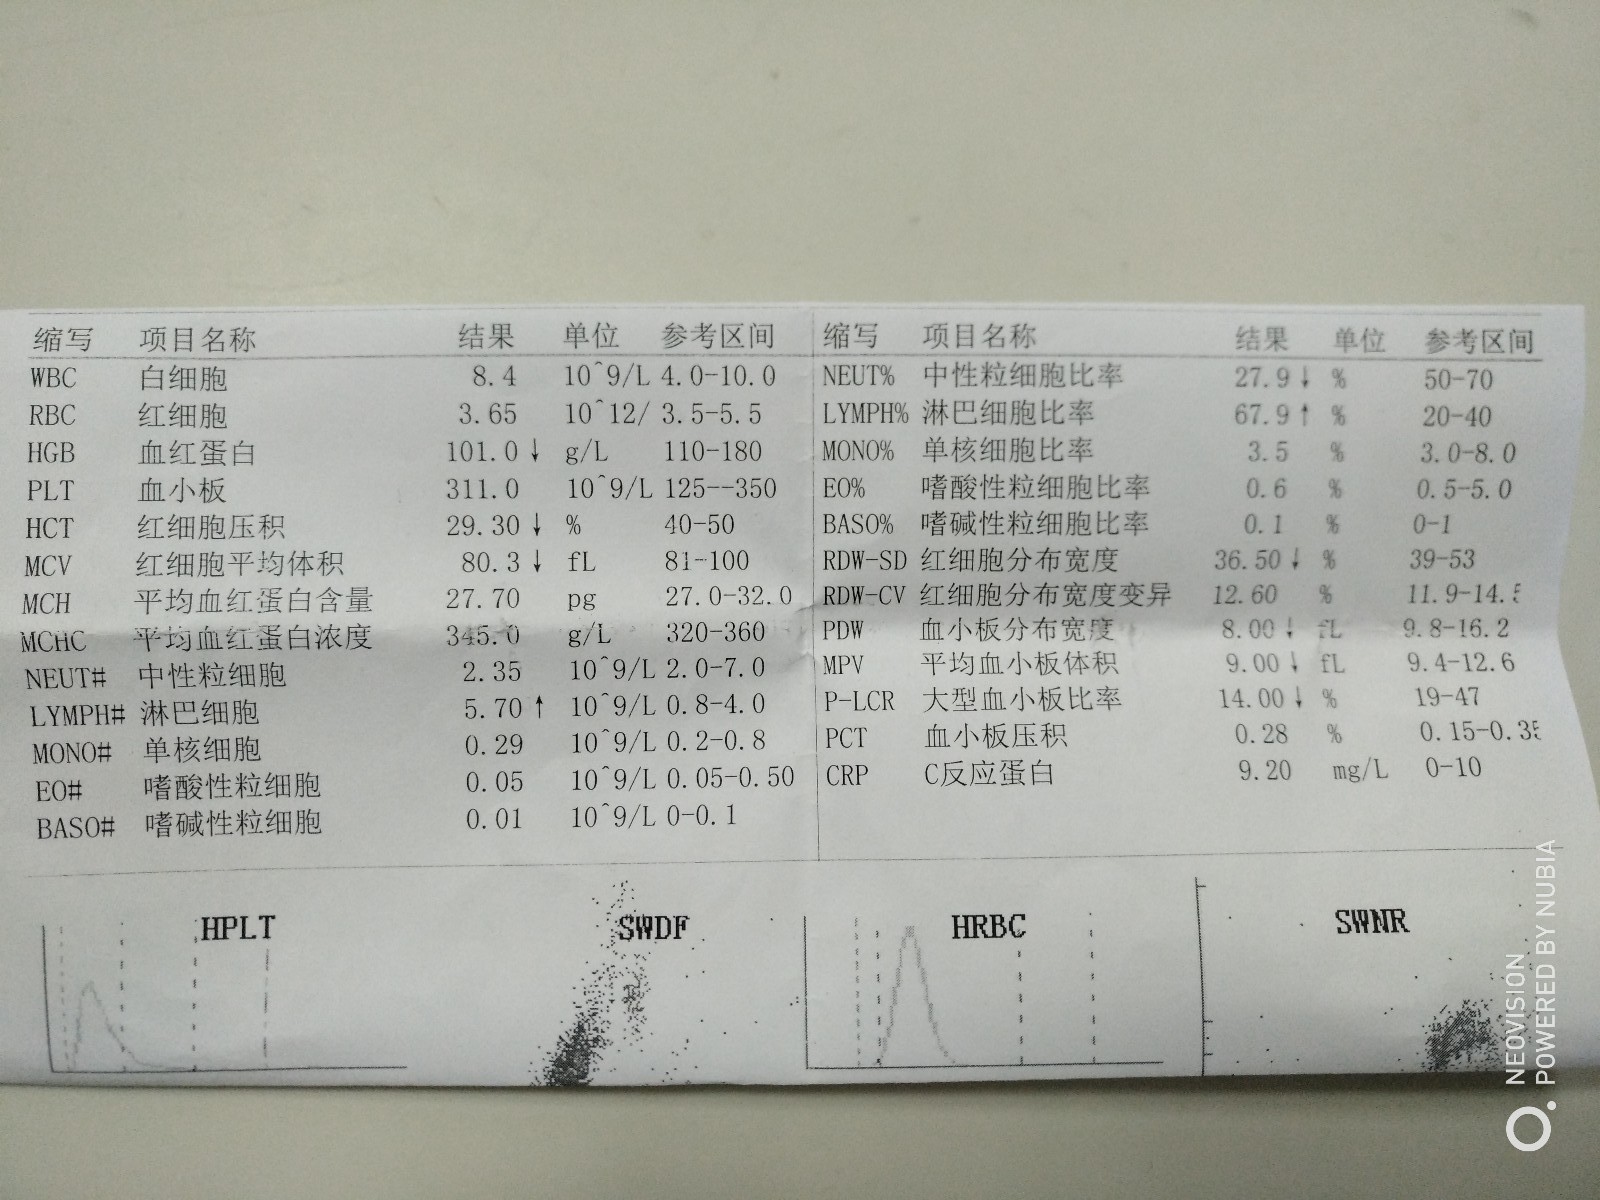 缩写 项目名称 结果 单位 参考区间 缩写 项目名称 结果 单位 参考区间
WBC 白细胞 8.4 10^9/L 4.0-10.0 NEUT% 中性粒细胞比率 27.9↓ % 50-70
RBC 红细胞 3.65 10^12/ 3.5-5.5 LYMPH% 淋巴细胞比率 67.9↑ % 20-40
HGB 血红蛋白 101.0↓ g/L 110-180 MONO% 单核细胞比率 3.5 % 3.0-8.0
PLT 血小板 311.0 10^9/L 125--350 EO% 嗜酸性粒细胞比率 0.6 % 0.5-5.0
HCT 红细胞压积 29.30↓ % 40-50 BASO% 嗜碱性粒细胞比率 0.1 % 0-1
MCV 红细胞平均体积 80.3↓ fL 81-100 RDW-SD 红细胞分布宽度 36.50↓ % 39-53
MCH 平均血红蛋白含量 27.70 pg 27.0-32.0 RDW-CV 红细胞分布宽度变异 12.60 % 11.9-14.5
MCHC 平均血红蛋白浓度 345.0 g/L 320-360 PDW 血小板分布宽度 8.00↓ fL 9.8-16.2
NEUT# 中性粒细胞 2.35 10^9/L 2.0-7.0 MPV 平均血小板体积 9.00↓ fL 9.4-12.6
LYMPH# 淋巴细胞 5.70↑ 10^9/L 0.8-4.0 P-LCR 大型血小板比率 14.00↓ % 19-47
MONO# 单核细胞 0.29 10^9/L 0.2-0.8 PCT 血小板压积 0.28 % 0.15-0.35
EO# 嗜酸性粒细胞 0.05 10^9/L 0.05-0.50 CRP C反应蛋白 9.20 mg/L 0-10
BASO# 嗜碱性粒细胞 0.01 10^9/L 0-0.1
HPLT SWDF HRBC SWNR
NEOVISION
POWERED BY NUBIA